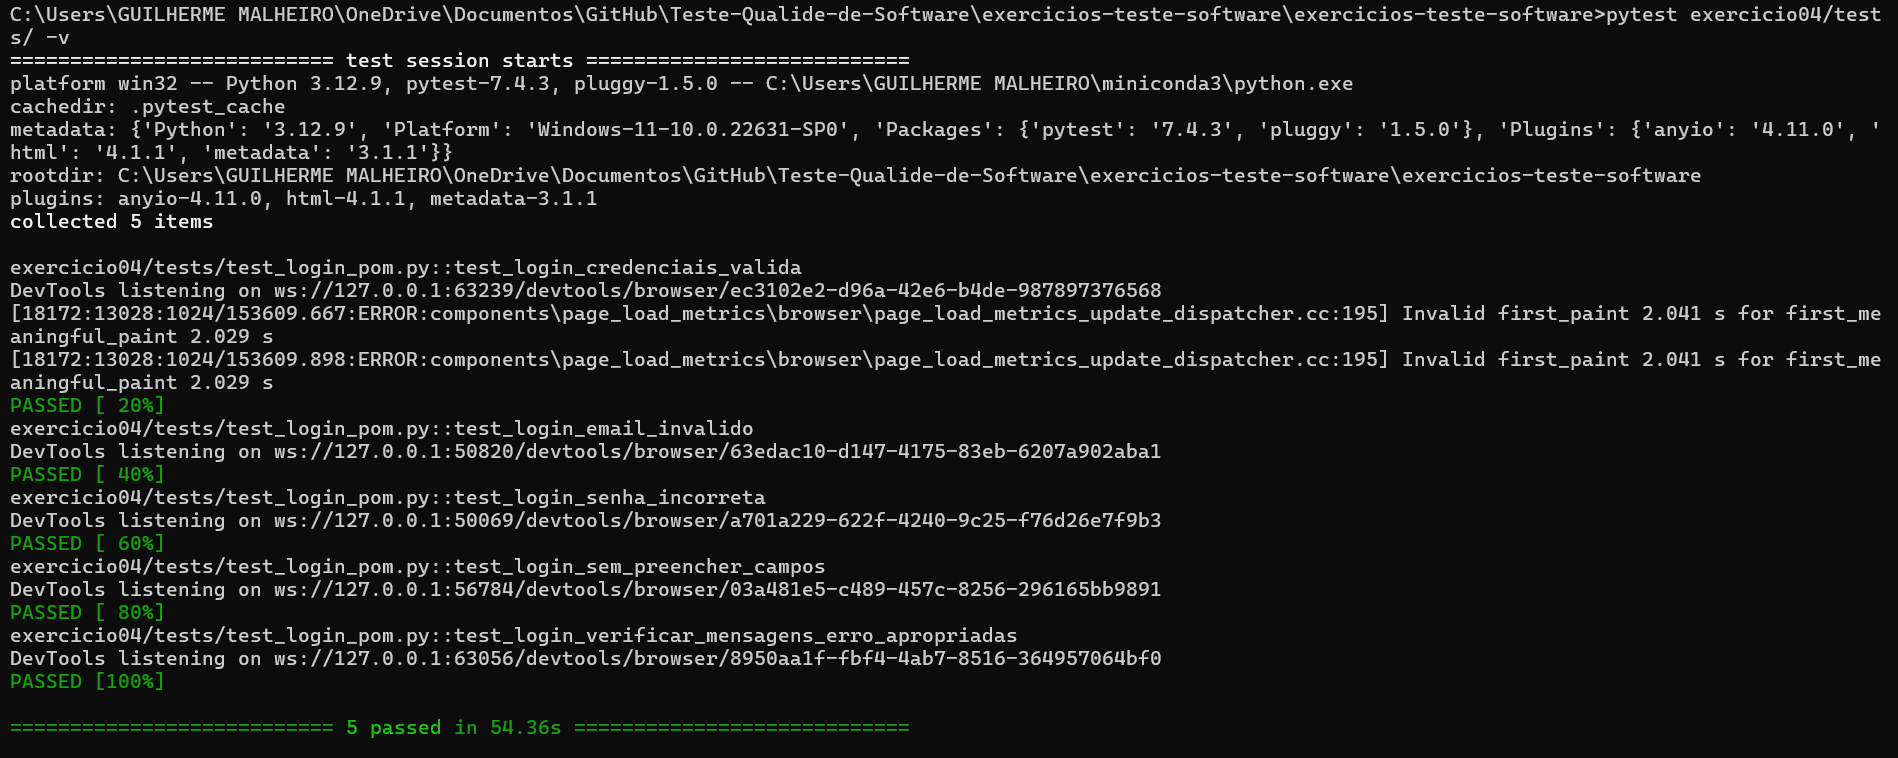 C:\Users\GUILHERME MALHEIRO\OneDrive\Documentos\GitHub\Teste-Qualide-de-Software\exercicios-teste-software\exercicios-teste-software>pytest exercicio04/test
s/ -v
=========================== test session starts ===========================
platform win32 -- Python 3.12.9, pytest-7.4.3, pluggy-1.5.0 -- C:\Users\GUILHERME MALHEIRO\miniconda3\python.exe
cachedir: .pytest_cache
metadata: {'Python': '3.12.9', 'Platform': 'Windows-11-10.0.22631-SP0', 'Packages': {'pytest': '7.4.3', 'pluggy': '1.5.0'}, 'Plugins': {'anyio': '4.11.0', '
html': '4.1.1', 'metadata': '3.1.1'}}
rootdir: C:\Users\GUILHERME MALHEIRO\OneDrive\Documentos\GitHub\Teste-Qualide-de-Software\exercicios-teste-software\exercicios-teste-software
plugins: anyio-4.11.0, html-4.1.1, metadata-3.1.1
collected 5 items
exercicio04/tests/test_login_pom.py::test_login_credenciais_valida
DevTools listening on ws://127.0.0.1:63239/devtools/browser/ec3102e2-d96a-42e6-b4de-987897376568
[18172:13028:1024/153609.667:ERROR:components\page_load_metrics\browser\page_load_metrics_update_dispatcher.cc:195] Invalid first_paint 2.041 s for first_me
aningful_paint 2.029 s
[18172:13028:1024/153609.898:ERROR:components\page_load_metrics\browser\page_load_metrics_update_dispatcher.cc:195] Invalid first_paint 2.041 s for first_me
aningful_paint 2.029 s
PASSED [ 20%]
exercicio04/tests/test_login_pom.py::test_login_email_invalido
DevTools listening on ws://127.0.0.1:50820/devtools/browser/63edac10-d147-4175-83eb-6207a902aba1
PASSED [ 40%]
exercicio04/tests/test_login_pom.py::test_login_senha_incorreta
DevTools listening on ws://127.0.0.1:50069/devtools/browser/a701a229-622f-4240-9c25-f76d26e7f9b3
PASSED [ 60%]
exercicio04/tests/test_login_pom.py::test_login_sem_preencher_campos
DevTools listening on ws://127.0.0.1:56784/devtools/browser/03a481e5-c489-457c-8256-296165bb9891
PASSED [ 80%]
exercicio04/tests/test_login_pom.py::test_login_verificar_mensagens_erro_apropriadas
DevTools listening on ws://127.0.0.1:63056/devtools/browser/8950aa1f-fbf4-4ab7-8516-364957064bf0
PASSED [100%]
=========================== 5 passed in 54.36s ============================